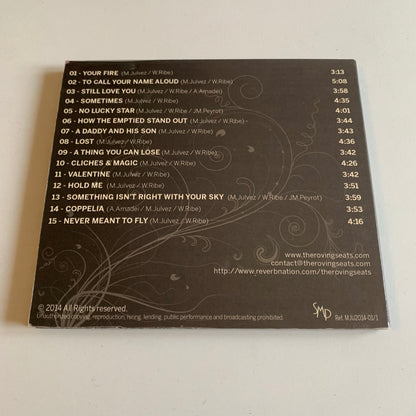 01 - YOUR FIRE (M.Julvez / W.Ribe) 3:13
02 - TO CALL YOUR NAME ALOUD (M.Julvez / W.Ribe) 5:08
03 - STILL LOVE YOU (M.Julvez / W.Ribe / A.Amadei) 3:58
04 - SOMETIMES (M.Julvez / W.Ribe) 4:35
05 - NO LUCKY STAR (M.Julvez / W.Ribe / JM.Peyrot) 4:01
06 - HOW THE EMPTIED STAND OUT (M.Julvez / W.Ribe) 3:44
07 - A DADDY AND HIS SON (M.Julvez / W.Ribe) 3:43
08 - LOST (M.Julvez / W.Ribe) 4:36
09 - A THING YOU CAN LOSE (M.Julvez / W.Ribe) 3:42
10 - CLICHES & MAGIC (M.Julvez / W.Ribe) 4:26
11 - VALENTINE (M.Julvez / W.Ribe) 3:42
12 - HOLD ME (M.Julvez / W.Ribe) 3:51
13 - SOMETHING ISN'T RIGHT WITH YOUR SKY (M.Julvez / W.Ribe / JM.Peyrot) 3:59
14 - COPPELIA (A.Amadei / M.Julvez / W.Ribe) 3:53
15 - NEVER MEANT TO FLY (M.Julvez / W.Ribe) 4:16
www.therovingseats.com
contact@therovingseats.com
http://www.reverbnation.com/therovingseats
© 2014 All Rights reserved.
Unauthorized copying, reproduction, hiring, lending, public performance and broadcasting prohibited.
SMD
Ref. MJU2014-01/1